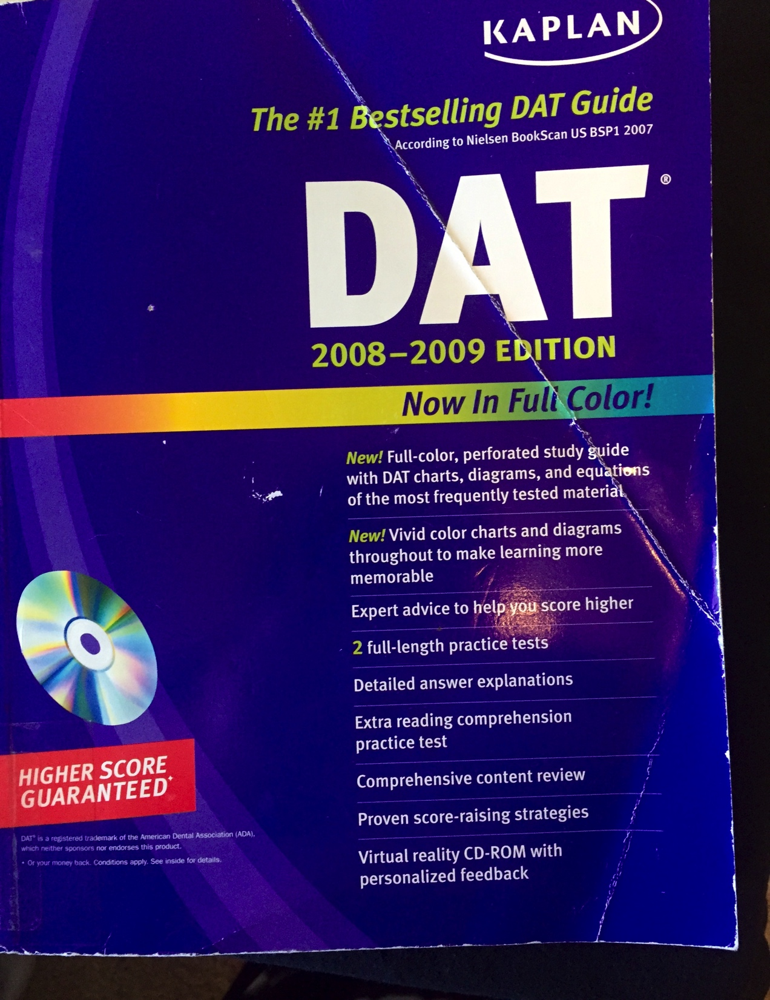 KAPLAN
The #1 Bestselling DAT Guide
According to Nielsen BookScan US BSP1 2007
DAT®
2008–2009 EDITION
Now In Full Color!
New! Full-color, perforated study guide
with DAT charts, diagrams, and equations
of the most frequently tested material
New! Vivid color charts and diagrams
throughout to make learning more
memorable
Expert advice to help you score higher
2 full-length practice tests
Detailed answer explanations
Extra reading comprehension
practice test
Comprehensive content review
Proven score-raising strategies
Virtual reality CD-ROM with
personalized feedback
HIGHER SCORE
GUARANTEED+
DAT® is a registered trademark of the American Dental Association (ADA),
which neither sponsors nor endorses this product.
+ Or your money back. Conditions apply. See inside for details.